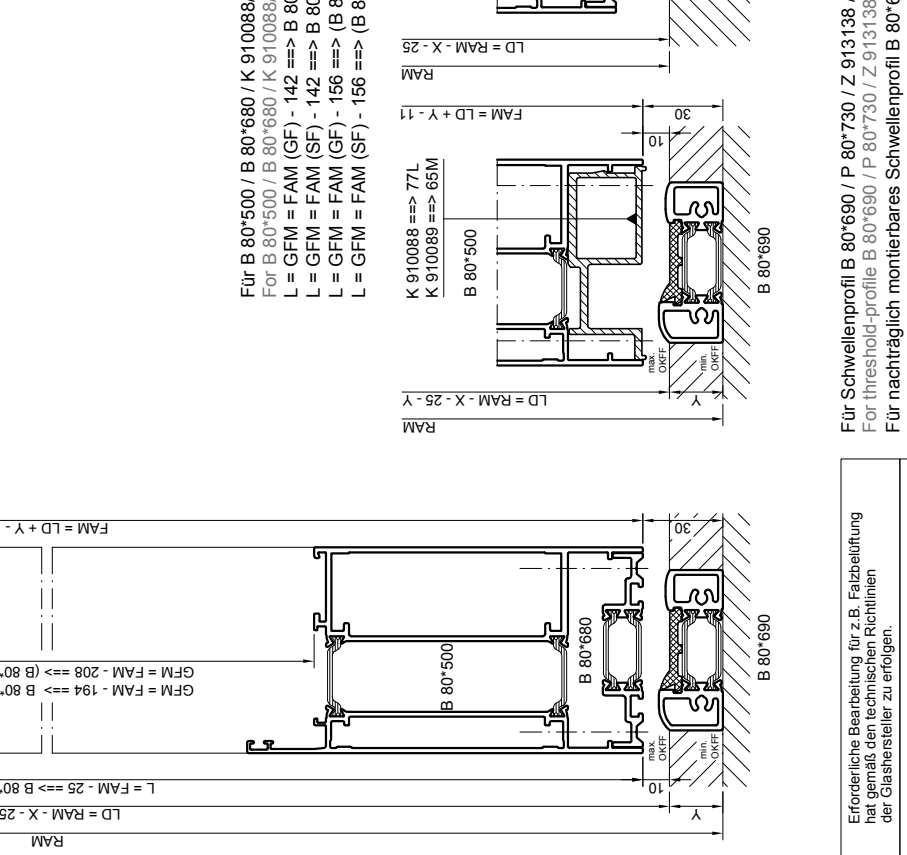 Für B 80*500 / B 80*680 / K 910088/
For B 80*500 / B 80*680 / K 910088/
L = GFM = FAM (GF) - 142 ==> B 80
L = GFM = FAM (SF) - 142 ==> B 80
L = GFM = FAM (GF) - 156 ==> (B 8
L = GFM = FAM (SF) - 156 ==> (B 8
LD = RAM - X - 25
RAM
FAM = LD + Y - 11
30
10
K 910088 ==> 77L
K 910089 ==> 65M
B 80*500
B 80*690
max.
OKFF
min.
OKFF
Y
LD = RAM - X - 25 - Y
RAM
Für Schwellenprofil B 80*690 / P 80*730 / Z 913138
For threshold-profile B 80*690 / P 80*730 / Z 913138
Für nachträglich montierbares Schwellenprofil B 80*6
FAM = LD + Y -
30
GFM = FAM - 208 ==> (B 80*
GFM = FAM - 194 ==> B 80*
B 80*500
B 80*680
B 80*690
max.
OKFF
min.
OKFF
10
Y
L = FAM - 25 ==> B 80*
LD = RAM - X - 25
RAM
Erforderliche Bearbeitung für z.B. Falzbelüftung
hat gemäß den technischen Richtlinien
der Glashersteller zu erfolgen.